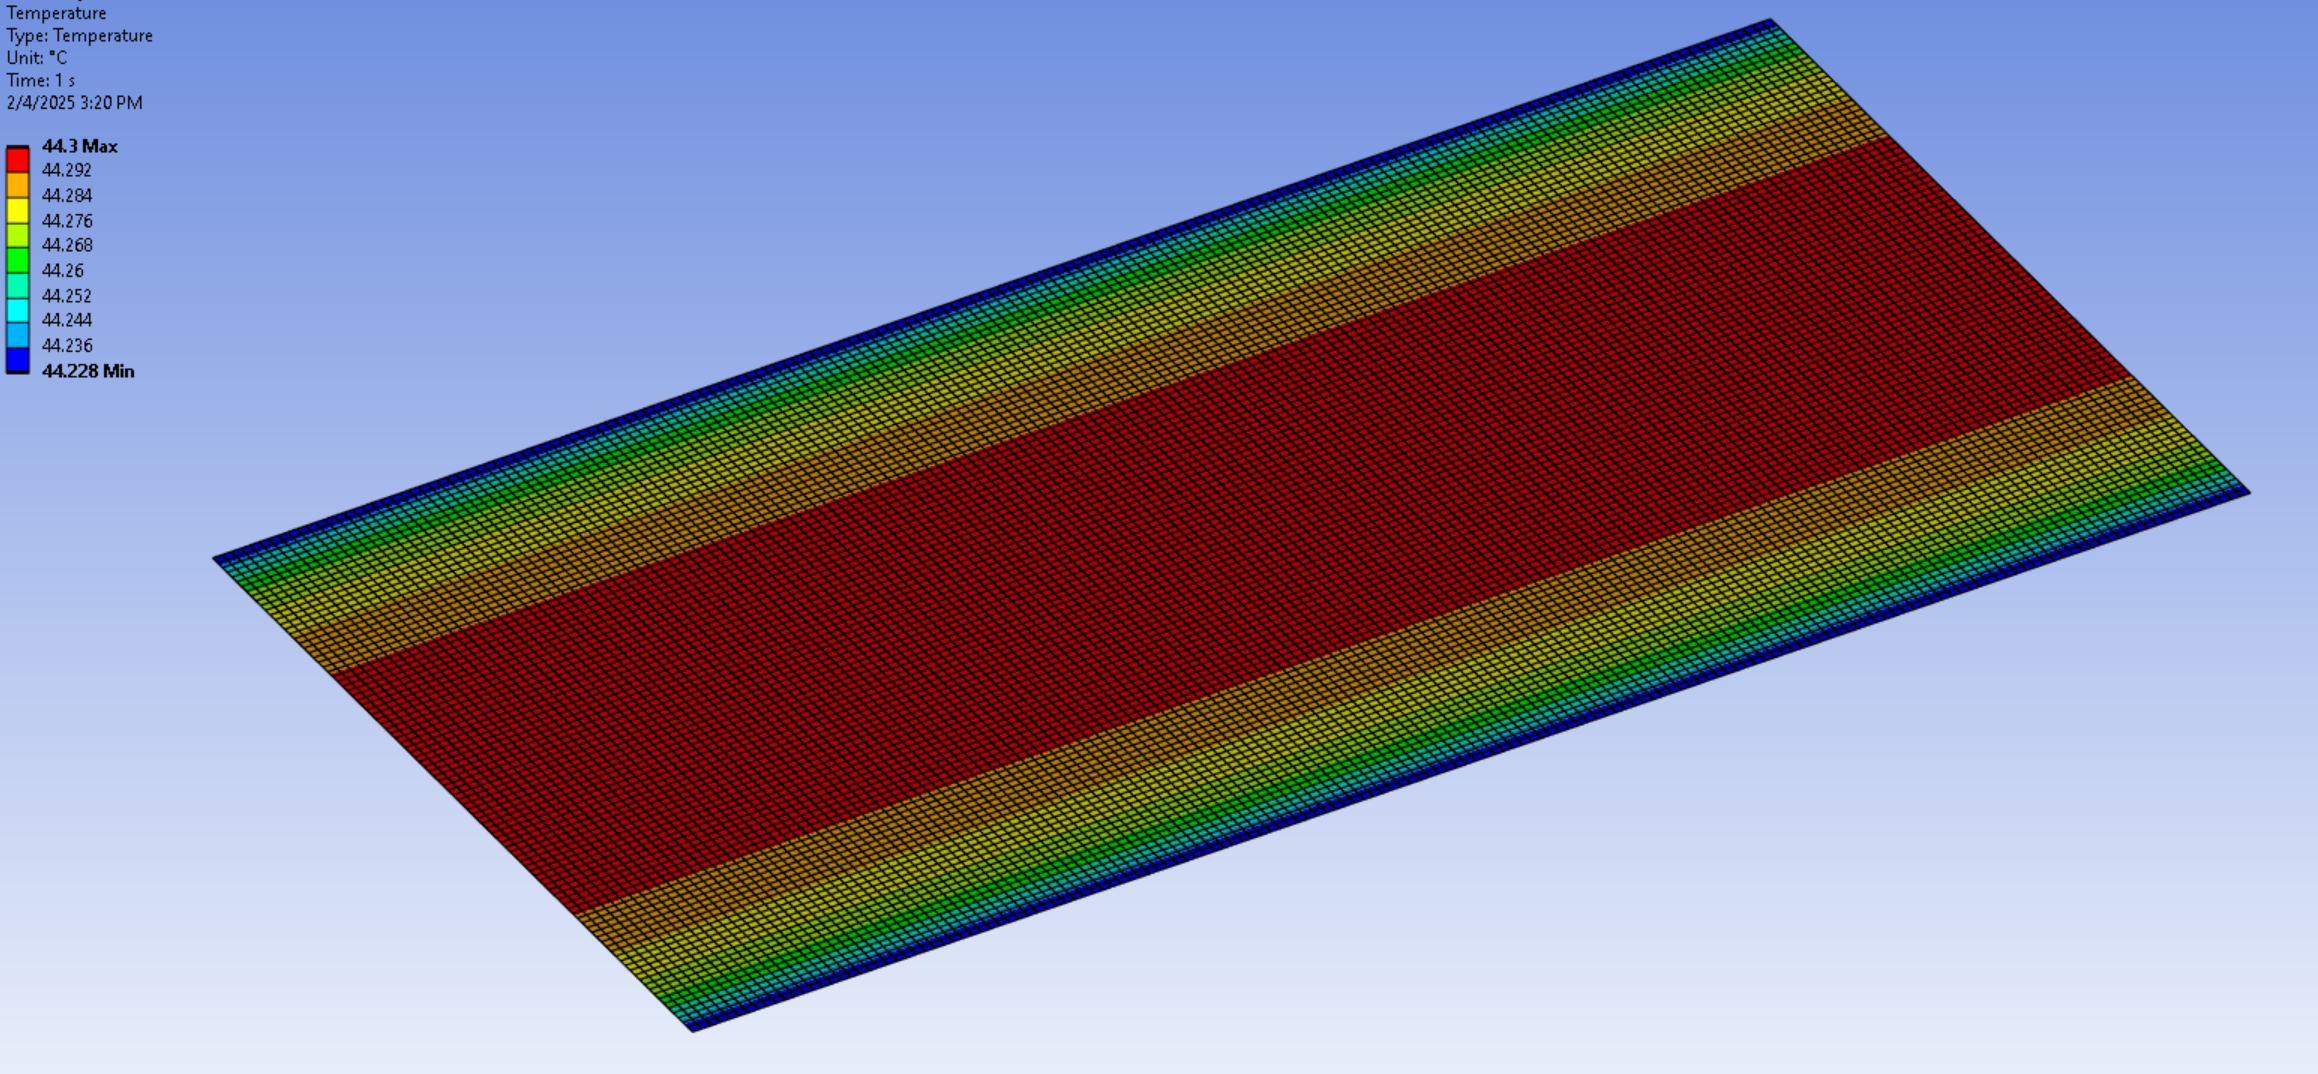 Temperature
Type: Temperature
Unit: °C
Time: 1 s
2/4/2025 3:20 PM
44.3 Max
44.292
44.284
44.276
44.268
44.26
44.252
44.244
44.236
44.228 Min